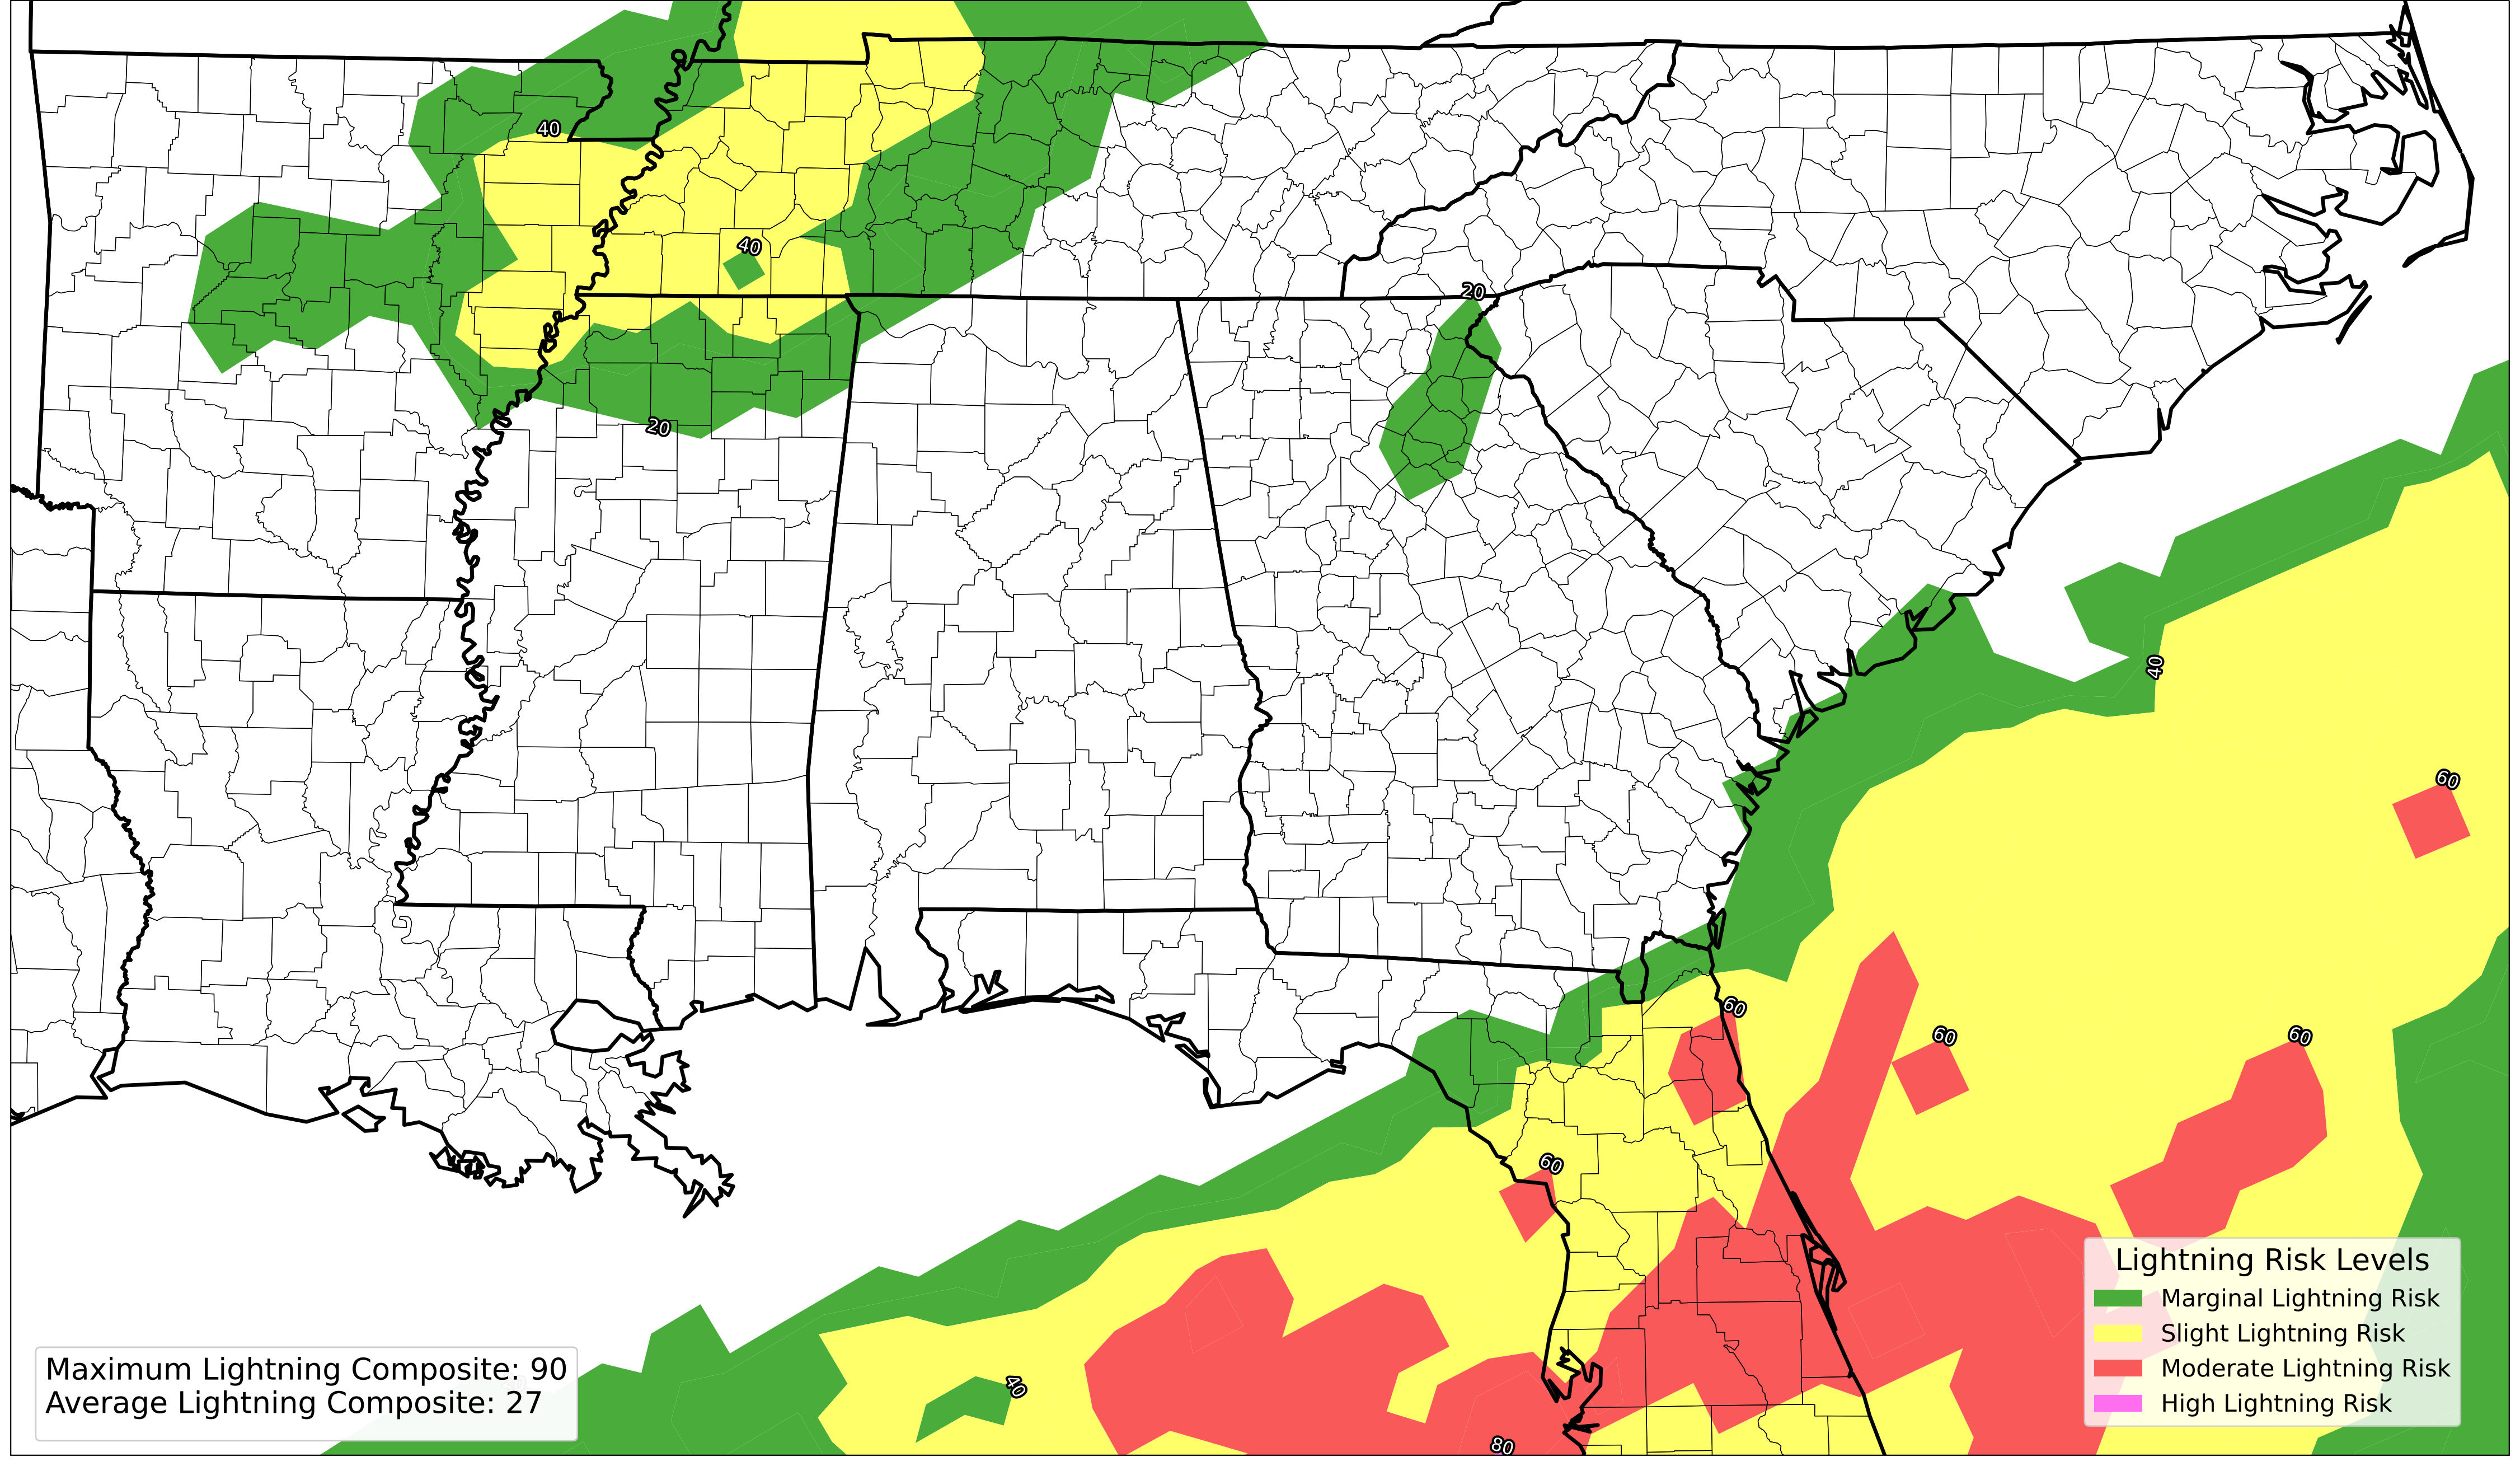 40
40
20
20
40
60
60
60
60
60
40
80
Lightning Risk Levels
Marginal Lightning Risk
Slight Lightning Risk
Moderate Lightning Risk
High Lightning Risk
Maximum Lightning Composite: 90
Average Lightning Composite: 27